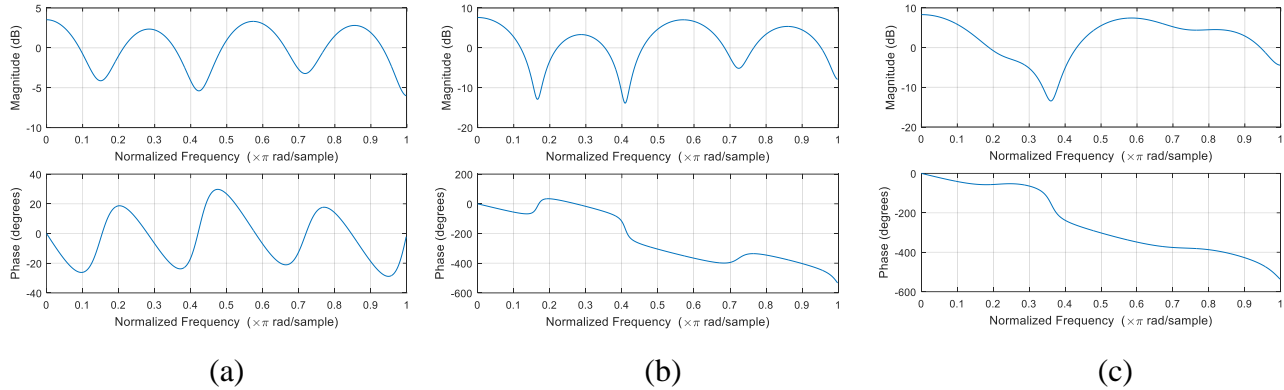 5
0
-5
-10
Magnitude (dB)
0 0.1 0.2 0.3 0.4 0.5 0.6 0.7 0.8 0.9 1
Normalized Frequency (×π rad/sample)
40
20
0
-20
-40
Phase (degrees)
0 0.1 0.2 0.3 0.4 0.5 0.6 0.7 0.8 0.9 1
Normalized Frequency (×π rad/sample)
(a)
10
0
-10
-20
Magnitude (dB)
0 0.1 0.2 0.3 0.4 0.5 0.6 0.7 0.8 0.9 1
Normalized Frequency (×π rad/sample)
200
0
-200
-400
-600
Phase (degrees)
0 0.1 0.2 0.3 0.4 0.5 0.6 0.7 0.8 0.9 1
Normalized Frequency (×π rad/sample)
(b)
10
0
-10
-20
Magnitude (dB)
0 0.1 0.2 0.3 0.4 0.5 0.6 0.7 0.8 0.9 1
Normalized Frequency (×π rad/sample)
0
-200
-400
-600
Phase (degrees)
0 0.1 0.2 0.3 0.4 0.5 0.6 0.7 0.8 0.9 1
Normalized Frequency (×π rad/sample)
(c)